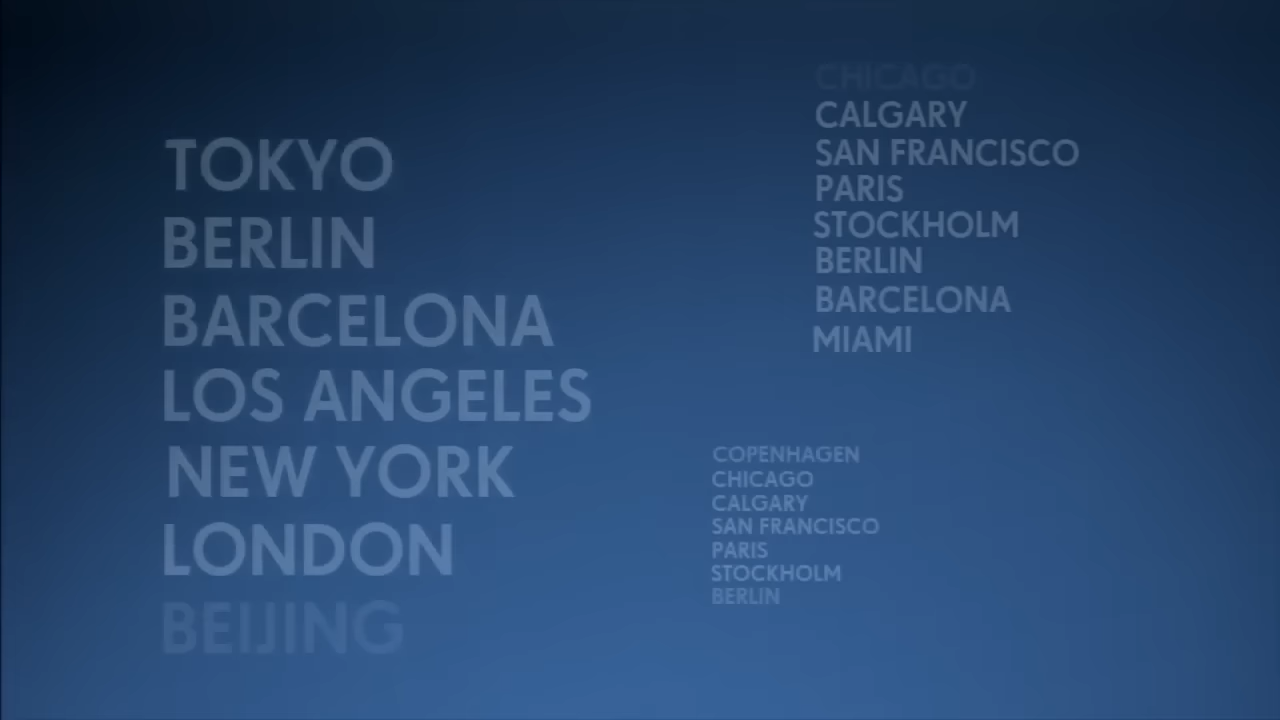 TOKYO
BERLIN
BARCELONA
LOS ANGELES
NEW YORK
LONDON
BEIJING
CHICAGO
CALGARY
SAN FRANCISCO
PARIS
STOCKHOLM
BERLIN
BARCELONA
MIAMI
COPENHAGEN
CHICAGO
CALGARY
SAN FRANCISCO
PARIS
STOCKHOLM
BERLIN